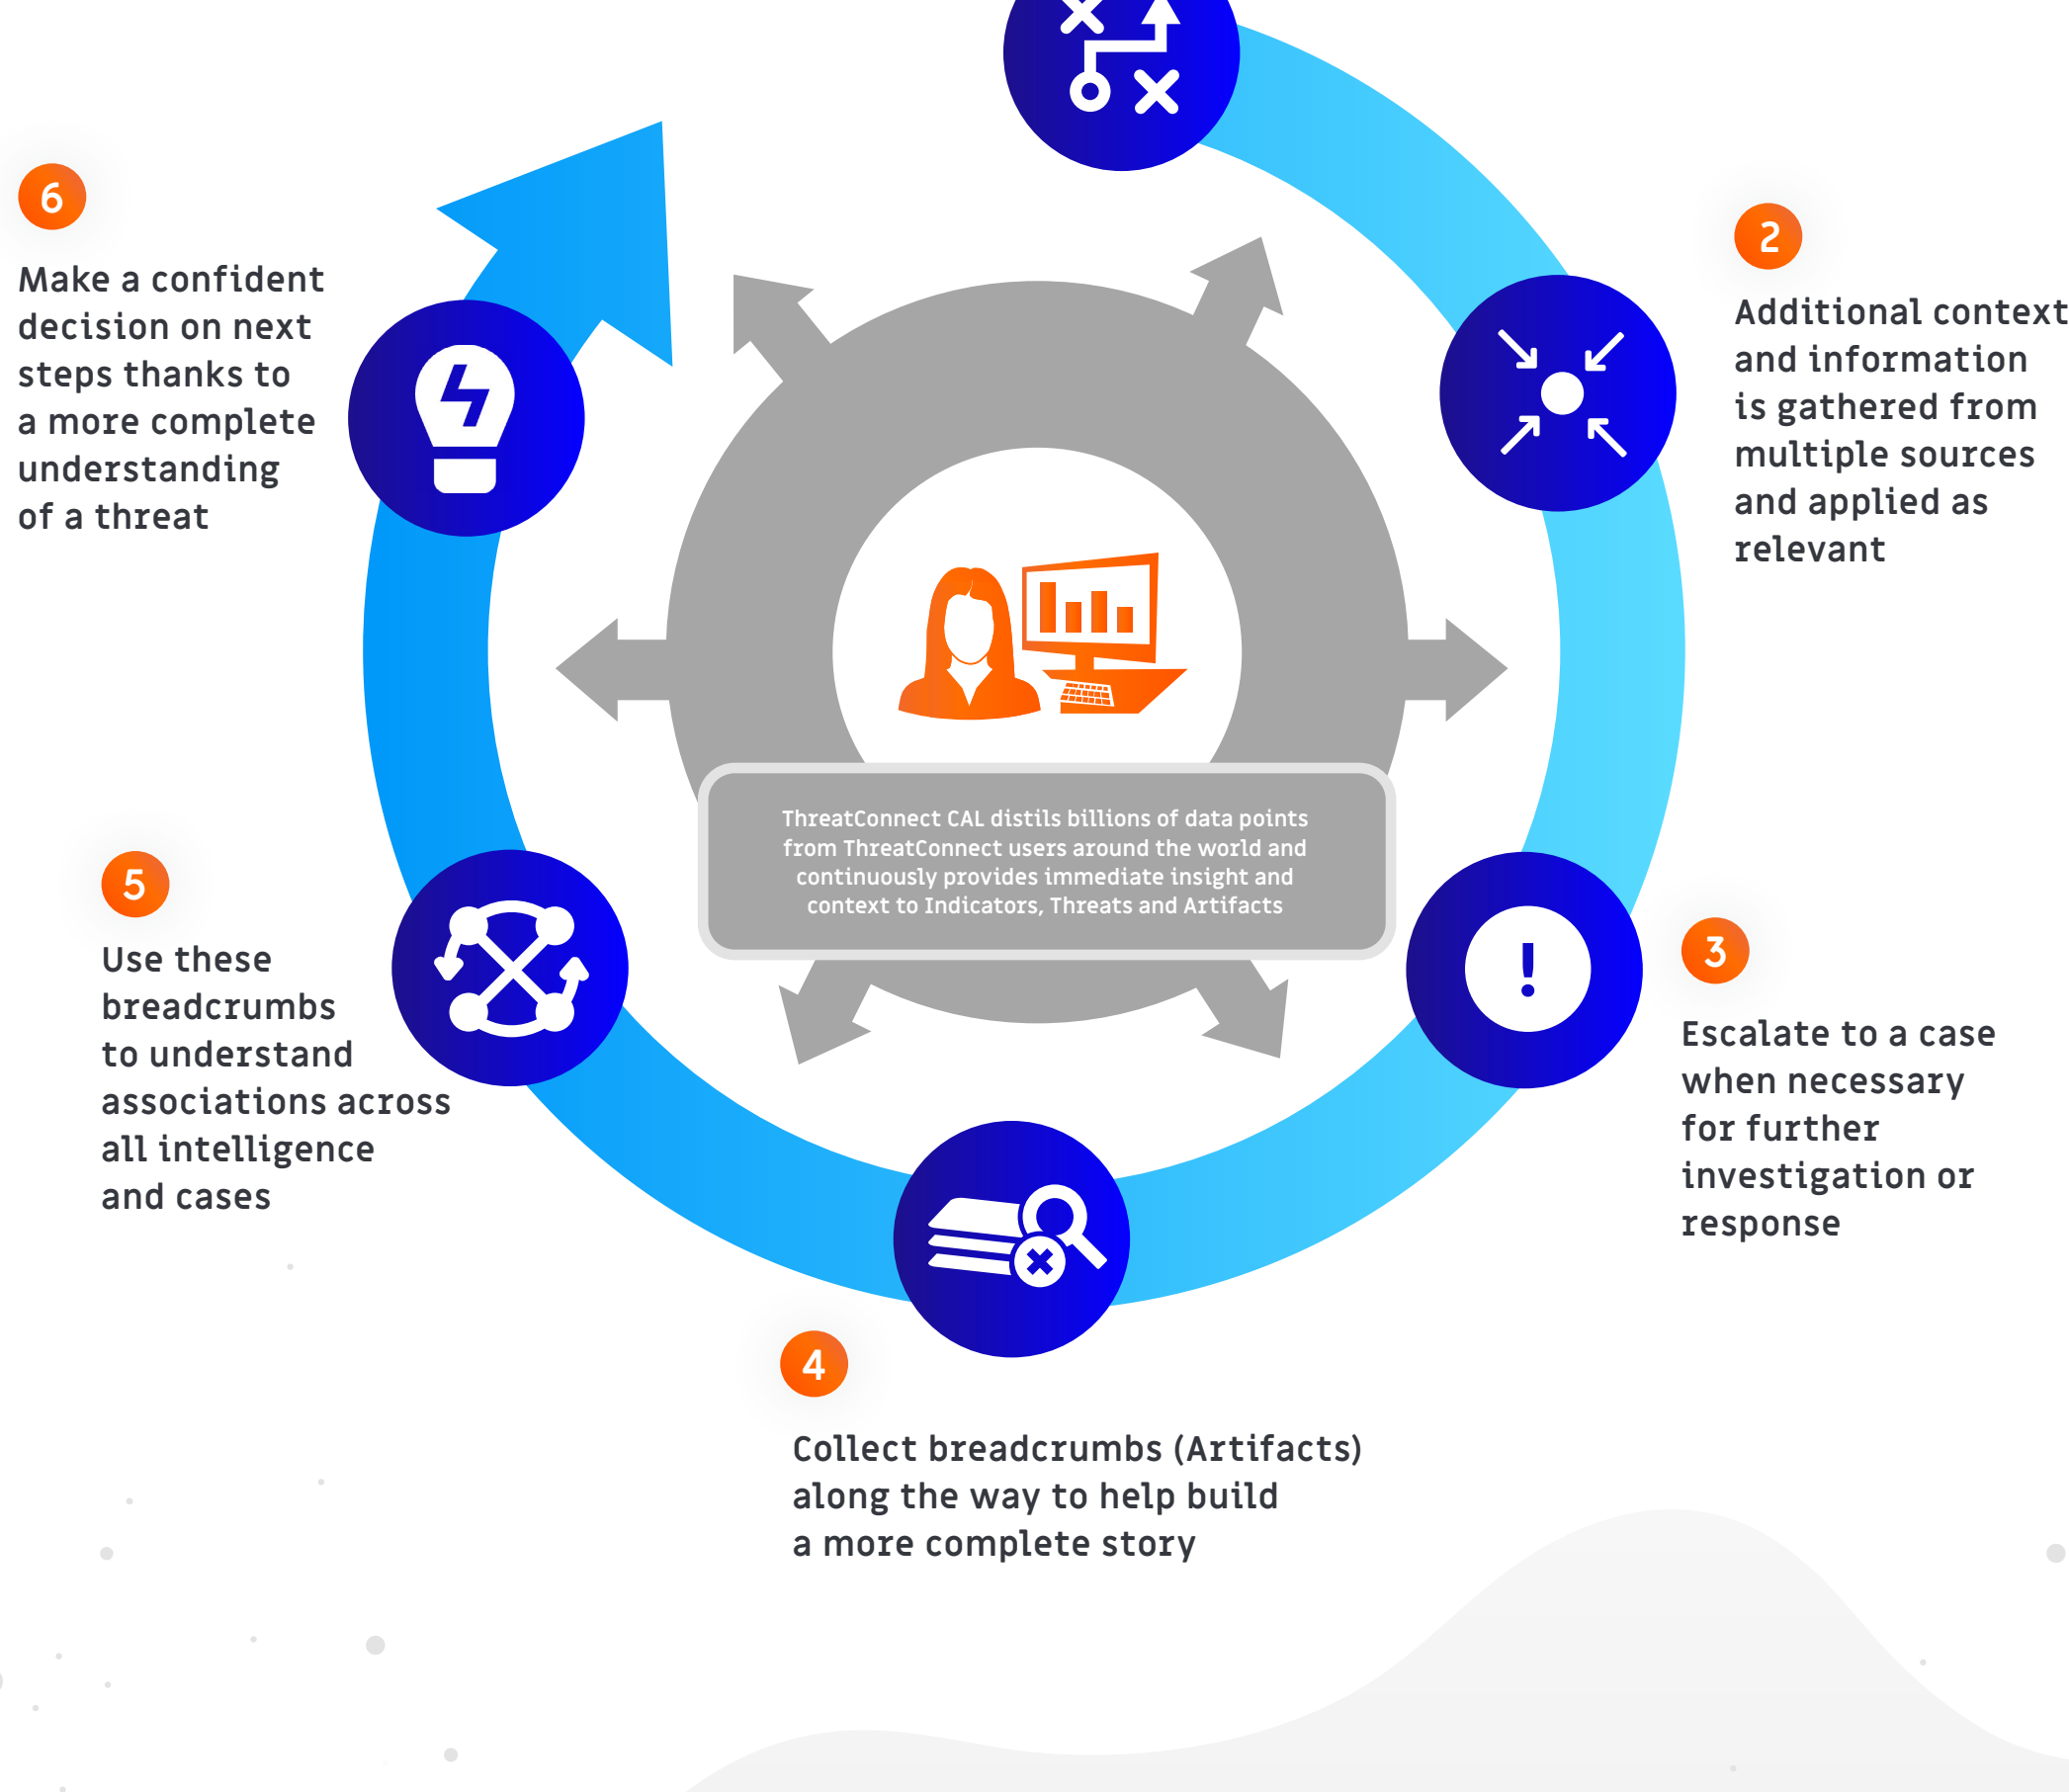 2
Additional context
and information
is gathered from
multiple sources
and applied as
relevant
3
Escalate to a case
when necessary
for further
investigation or
response
4
Collect breadcrumbs (Artifacts)
along the way to help build
a more complete story
5
Use these
breadcrumbs
to understand
associations across
all intelligence
and cases
6
Make a confident
decision on next
steps thanks to
a more complete
understanding
of a threat
ThreatConnect CAL distils billions of data points
from ThreatConnect users around the world and
continuously provides immediate insight and
context to Indicators, Threats and Artifacts
!